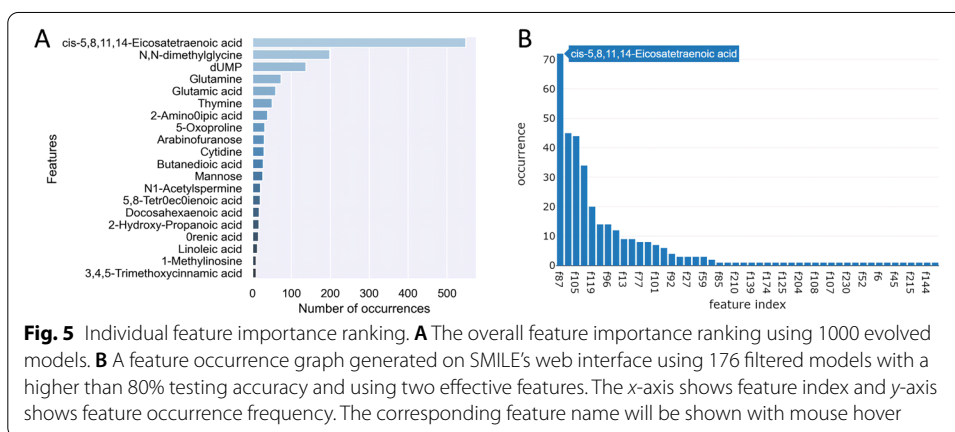 A
cis-5,8,11,14-Eicosatetraenoic acid
N,N-dimethylglycine
dUMP
Glutamine
Glutamic acid
Thymine
2-Amino0ipic acid
5-Oxoproline
Arabinofuranose
Cytidine
Butanedioic acid
Mannose
N1-Acetylspermine
5,8-Tetr0ec0ienoic acid
Docosahexaenoic acid
2-Hydroxy-Propanoic acid
0renic acid
Linoleic acid
1-Methylinosine
3,4,5-Trimethoxycinnamic acid
Features
0 100 200 300 400 500
Number of occurrences
B
cis-5,8,11,14-Eicosatetraenoic acid
70
60
50
40
30
20
10
0
occurrence
f87 f105 f119 f96 f13 f77 f101 f92 f27 f59 f85 f210 f139 f174 f125 f204 f108 f107 f230 f52 f6 f45 f215 f144
feature index
Fig. 5 Individual feature importance ranking. A The overall feature importance ranking using 1000 evolved
models. B A feature occurrence graph generated on SMILE's web interface using 176 filtered models with a
higher than 80% testing accuracy and using two effective features. The x-axis shows feature index and y-axis
shows feature occurrence frequency. The corresponding feature name will be shown with mouse hover